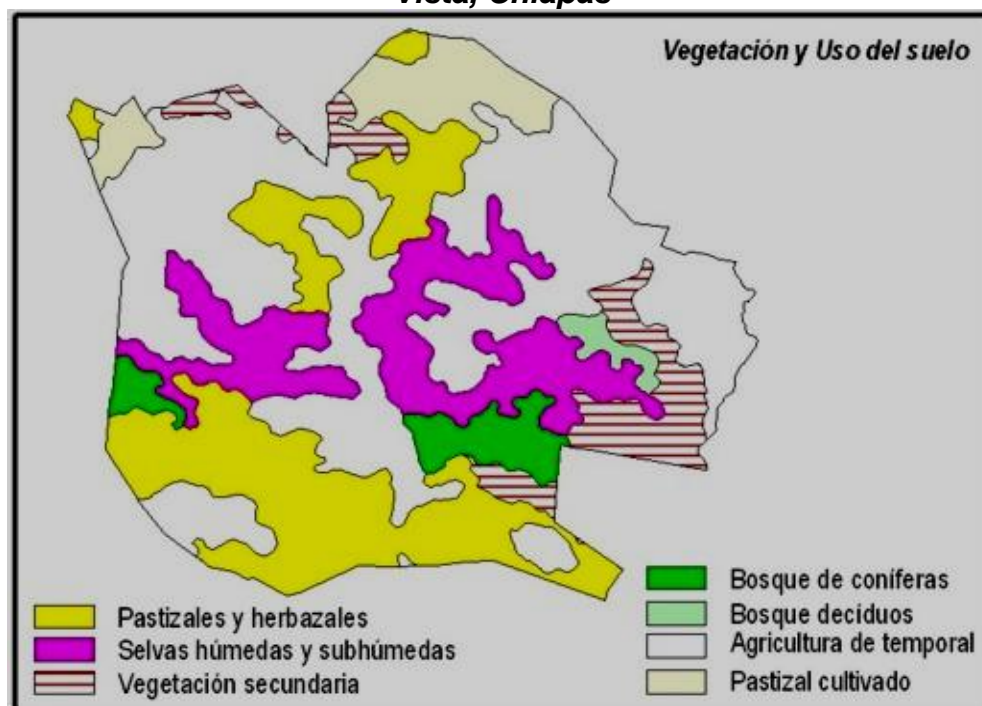 Vista, Chiapas
Vegetación y Uso del suelo
Pastizales y herbazales
Selvas húmedas y subhúmedas
Vegetación secundaria
Bosque de coníferas
Bosque decíduos
Agricultura de temporal
Pastizal cultivado